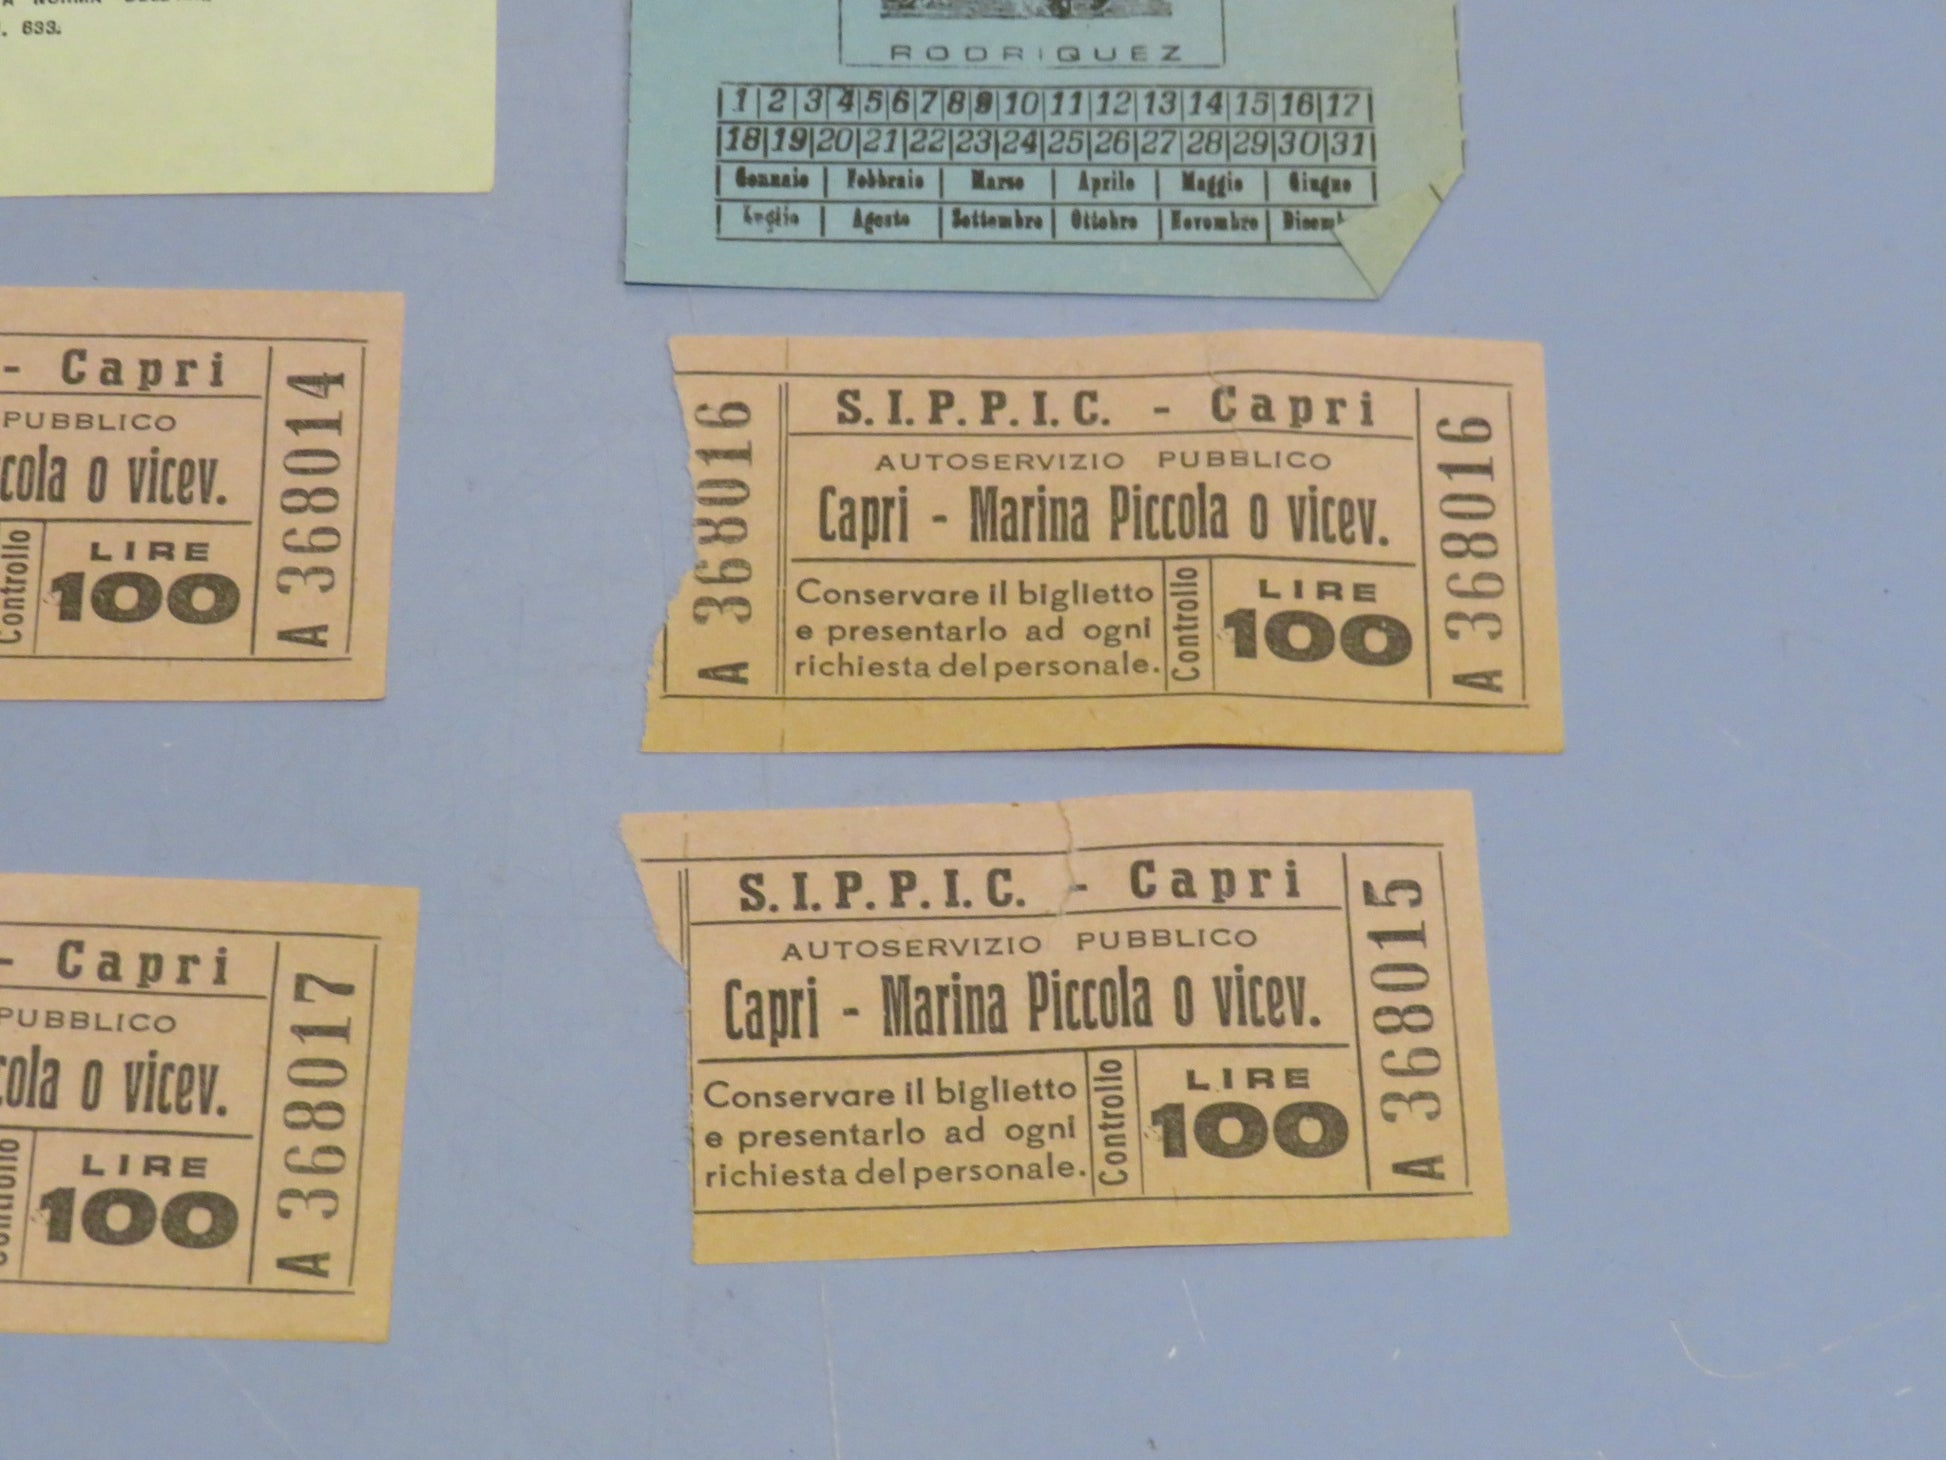 NORMA
633.
RODRIGUEZ
1 2 3 4 5 6 7 8 9 10 11 12 13 14 15 16 17
18 19 20 21 22 23 24 25 26 27 28 29 30 31
Gennaio Febbraio Marzo Aprile Maggio Giugno
Luglio Agosto Settembre Ottobre Novembre Dicemb
- Capri
PUBBLICO
cola o vicev.
Controllo
LIRE
100
A 368014
A 368016
S.I.P.P.I.C. - Capri
AUTOSERVIZIO PUBBLICO
Capri - Marina Piccola o vicev.
Conservare il biglietto
e presentarlo ad ogni
richiesta del personale.
Controllo
LIRE
100
A 368016
- Capri
PUBBLICO
cola o vicev.
Controllo
LIRE
100
A 368017
S.I.P.P.I.C. - Capri
AUTOSERVIZIO PUBBLICO
Capri - Marina Piccola o vicev.
Conservare il biglietto
e presentarlo ad ogni
richiesta del personale.
Controllo
LIRE
100
A 368015